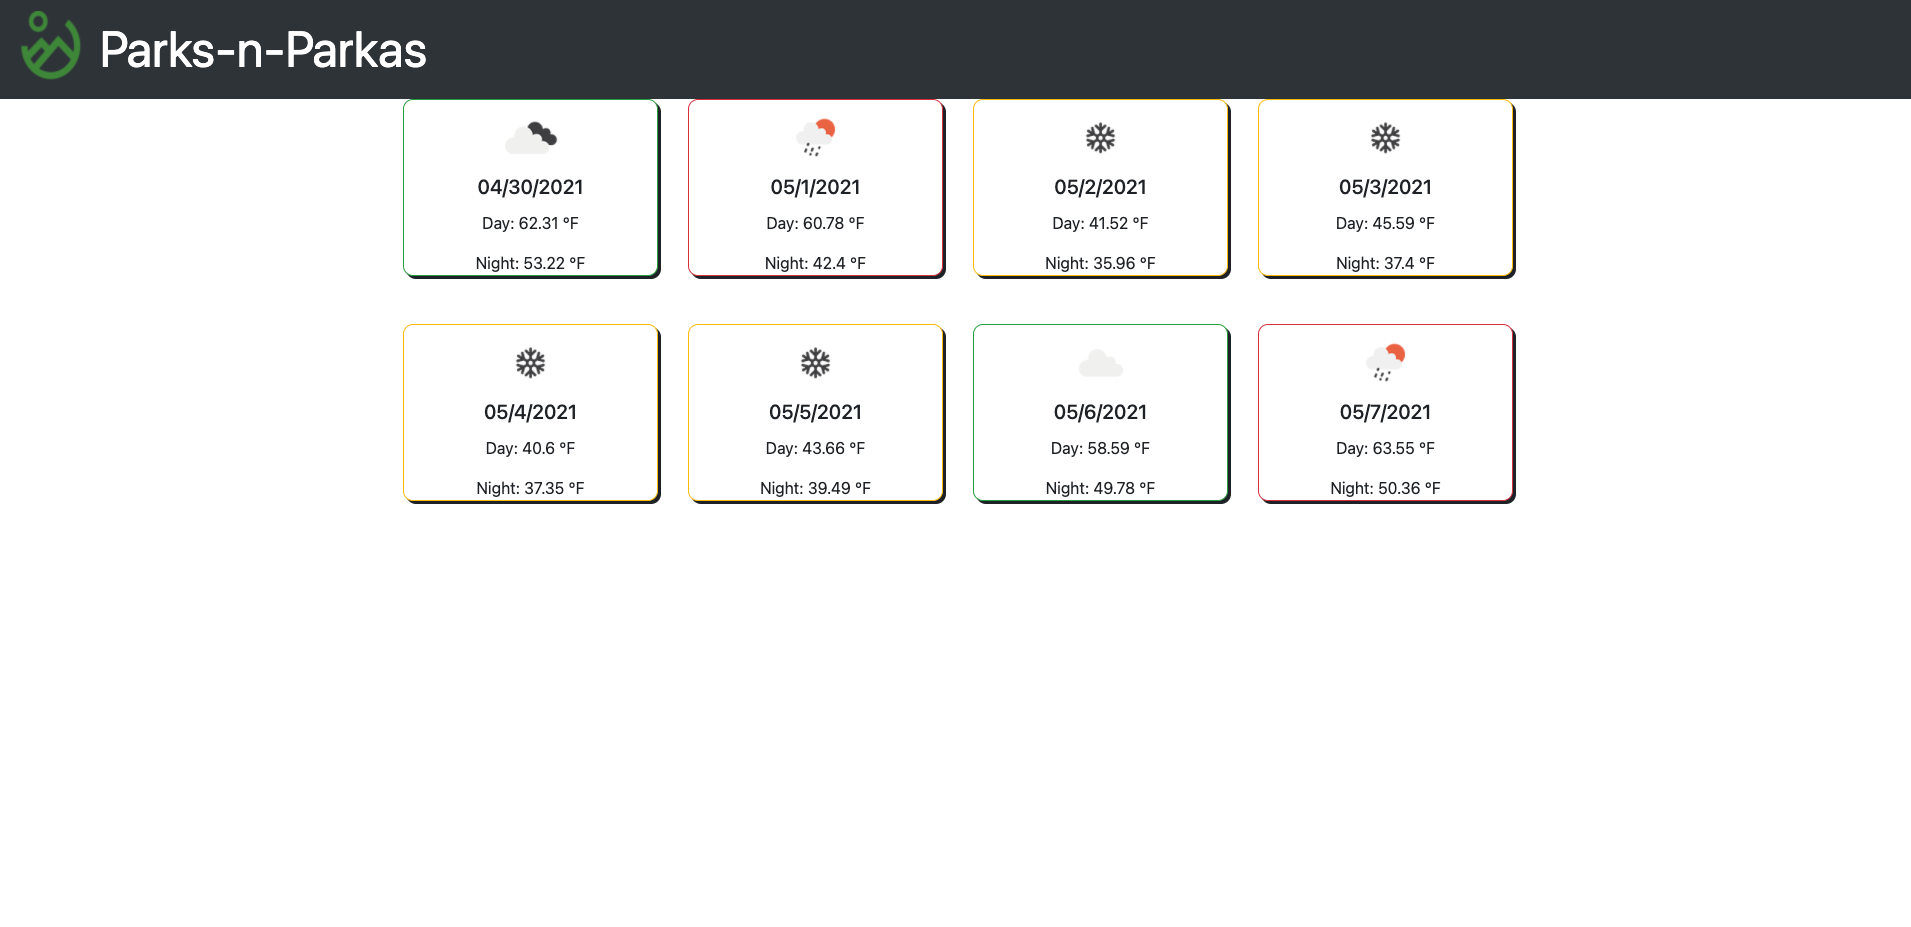 Parks-n-Parkas
04/30/2021
Day: 62.31 °F
Night: 53.22 °F
05/1/2021
Day: 60.78 °F
Night: 42.4 °F
05/2/2021
Day: 41.52 °F
Night: 35.96 °F
05/3/2021
Day: 45.59 °F
Night: 37.4 °F
05/4/2021
Day: 40.6 °F
Night: 37.35 °F
05/5/2021
Day: 43.66 °F
Night: 39.49 °F
05/6/2021
Day: 58.59 °F
Night: 49.78 °F
05/7/2021
Day: 63.55 °F
Night: 50.36 °F